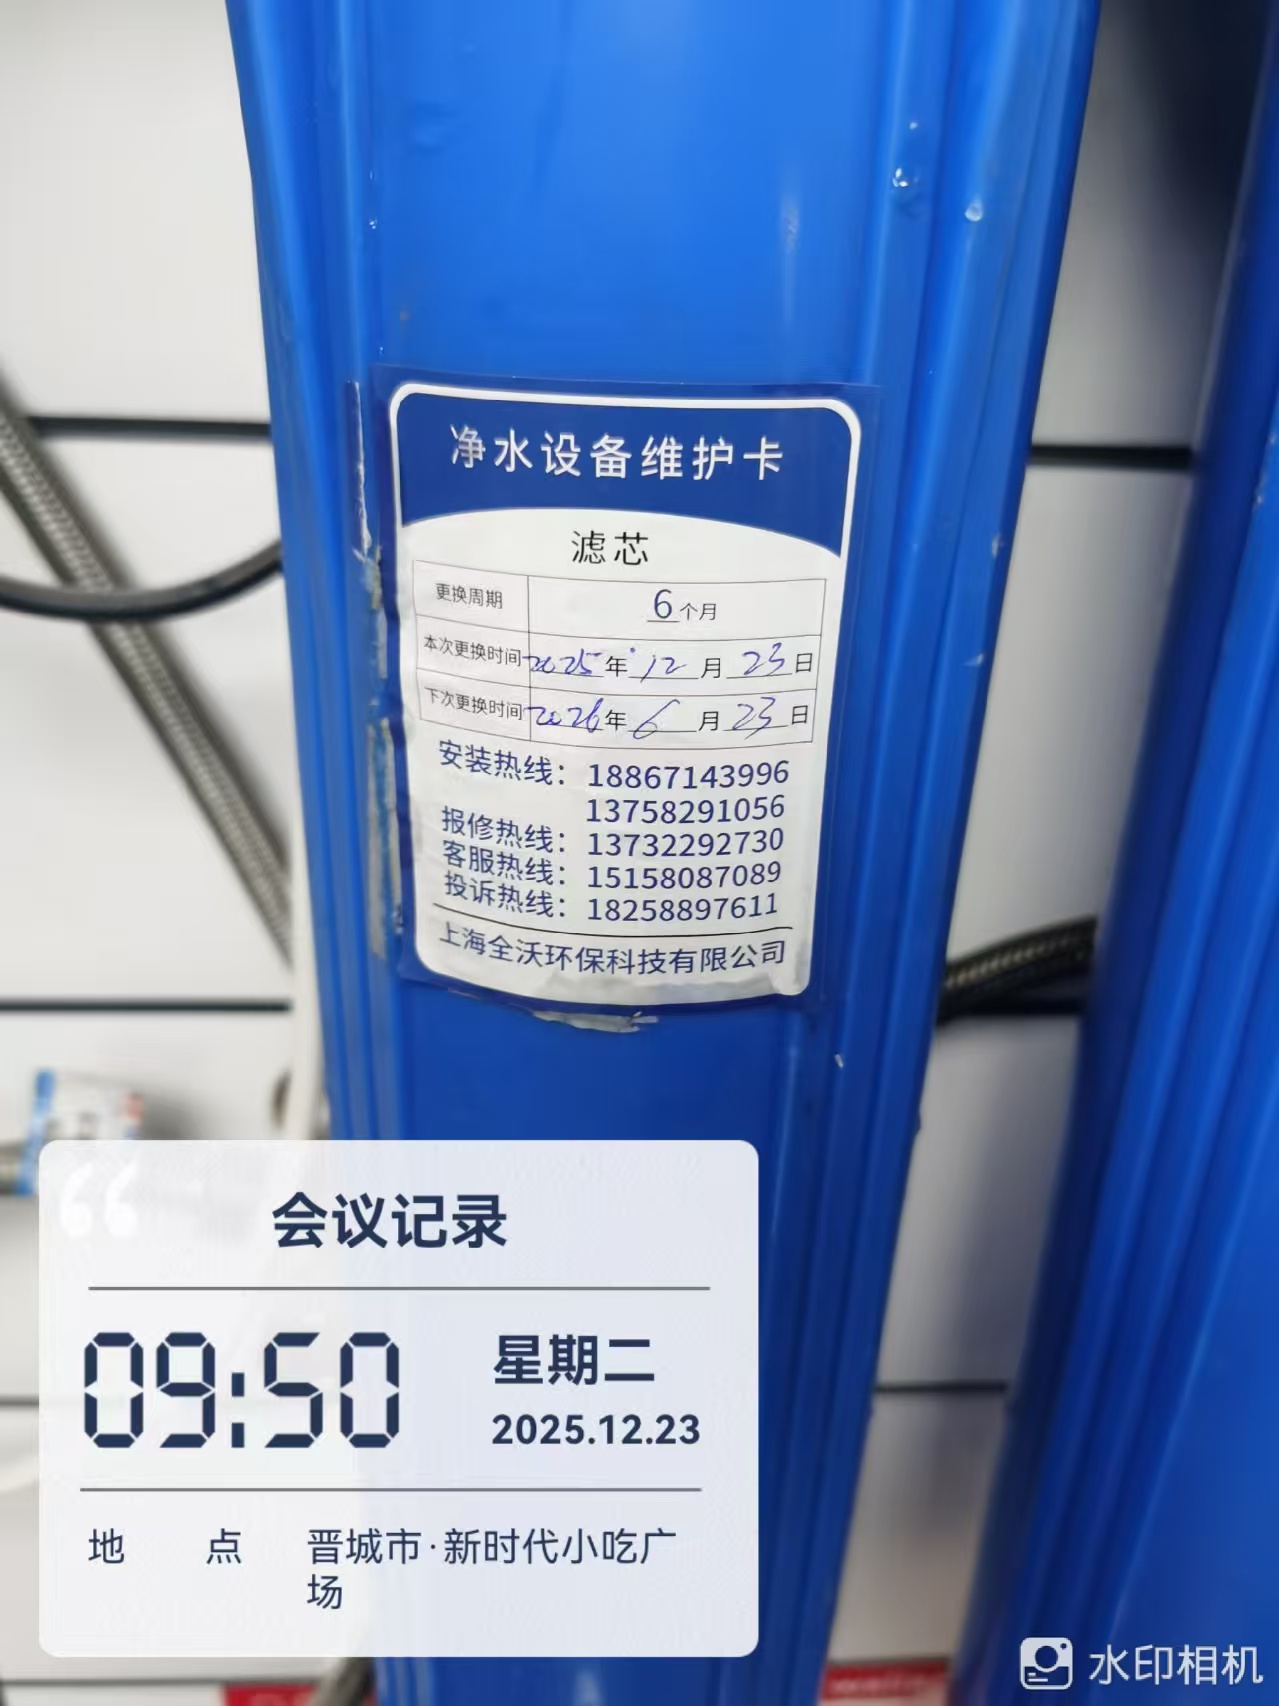 净水设备维护卡
滤芯
更换周期 6个月
本次更换时间 2025年12月23日
下次更换时间 2026年6月23日
安装热线：18867143996
13758291056
报修热线：13732292730
客服热线：15158087089
投诉热线：18258897611
上海全沃环保科技有限公司
会议记录
09:50
星期二
2025.12.23
地点 晋城市·新时代小吃广
场
水印相机